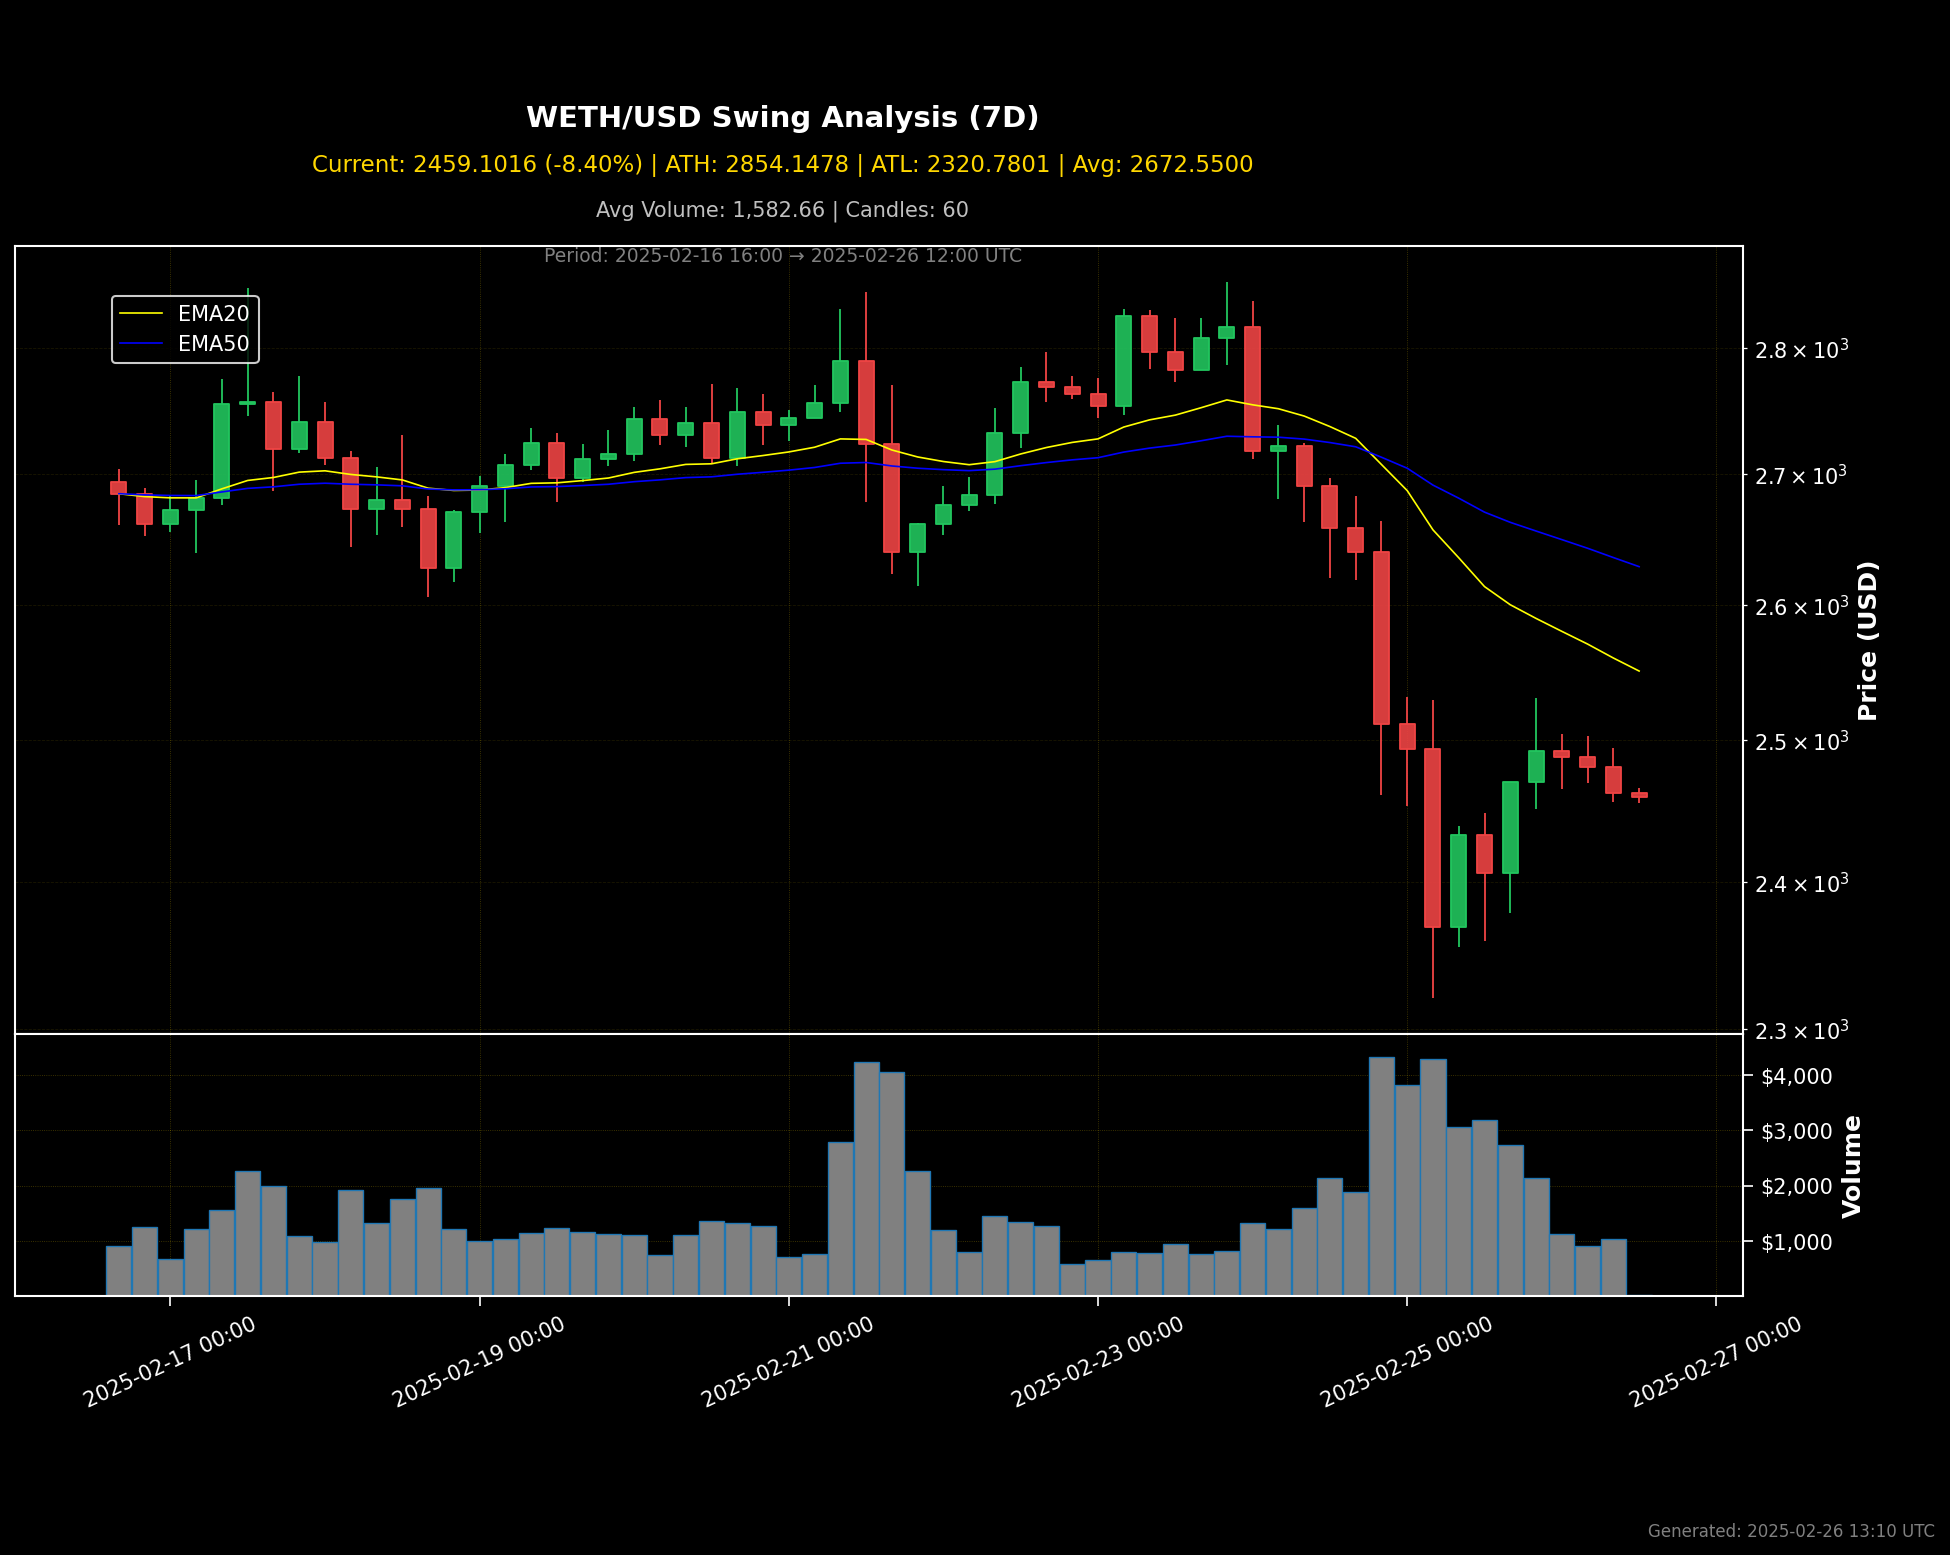 WETH/USD Swing Analysis (7D)
Current: 2459.1016 (-8.40%) | ATH: 2854.1478 | ATL: 2320.7801 | Avg: 2672.5500
Avg Volume: 1,582.66 | Candles: 60
Period: 2025-02-16 16:00 → 2025-02-26 12:00 UTC
EMA20
EMA50
2.8 × 10³
2.7 × 10³
2.6 × 10³
2.5 × 10³
2.4 × 10³
2.3 × 10³
Price (USD)
$4,000
$3,000
$2,000
$1,000
Volume
2025-02-17 00:00
2025-02-19 00:00
2025-02-21 00:00
2025-02-23 00:00
2025-02-25 00:00
2025-02-27 00:00
Generated: 2025-02-26 13:10 UTC